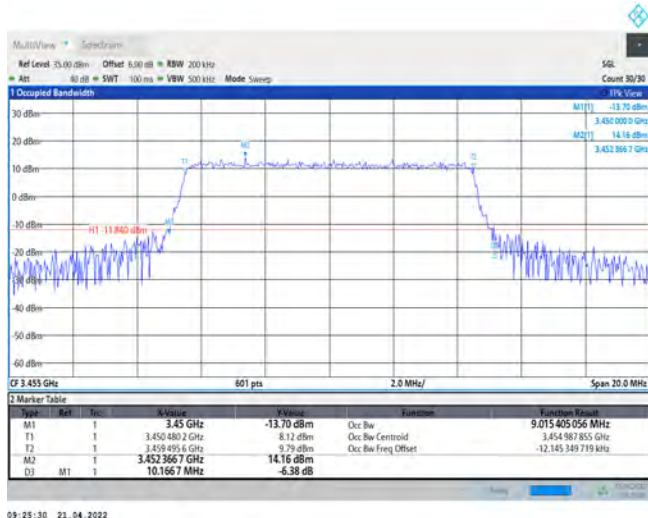 MultiView Spectrum
Ref Level 35.00 dBm Offset 6.00 dB RBW 200 kHz SGL
Att 40 dB SWT 100 ms VBW 500 kHz Mode Sweep Count 30/30
1 Occupied Bandwidth 1Pk View
M1[1] -13.70 dBm
3.450 000 0 GHz
M2[1] 14.16 dBm
3.452 366 7 GHz
30 dBm
20 dBm
M2
T1
10 dBm
0 dBm
-10 dBm
H1 -11.840 dBm
-20 dBm
-30 dBm
-40 dBm
-50 dBm
-60 dBm
CF 3.455 GHz 601 pts 2.0 MHz/ Span 20.0 MHz
2 Marker Table
Type Ref Trc X-Value Y-Value Function Function Result
M1 1 3.45 GHz -13.70 dBm Occ Bw 9.015 405 056 MHz
T1 1 3.450 480 2 GHz 8.12 dBm Occ Bw Centroid 3.454 987 855 GHz
T2 1 3.459 495 6 GHz 9.79 dBm Occ Bw Freq Offset -12.145 349 719 kHz
M2 1 3.452 366 7 GHz 14.16 dBm
D3 M1 1 10.166 7 MHz -6.38 dB
09:25:30 21.04.2022